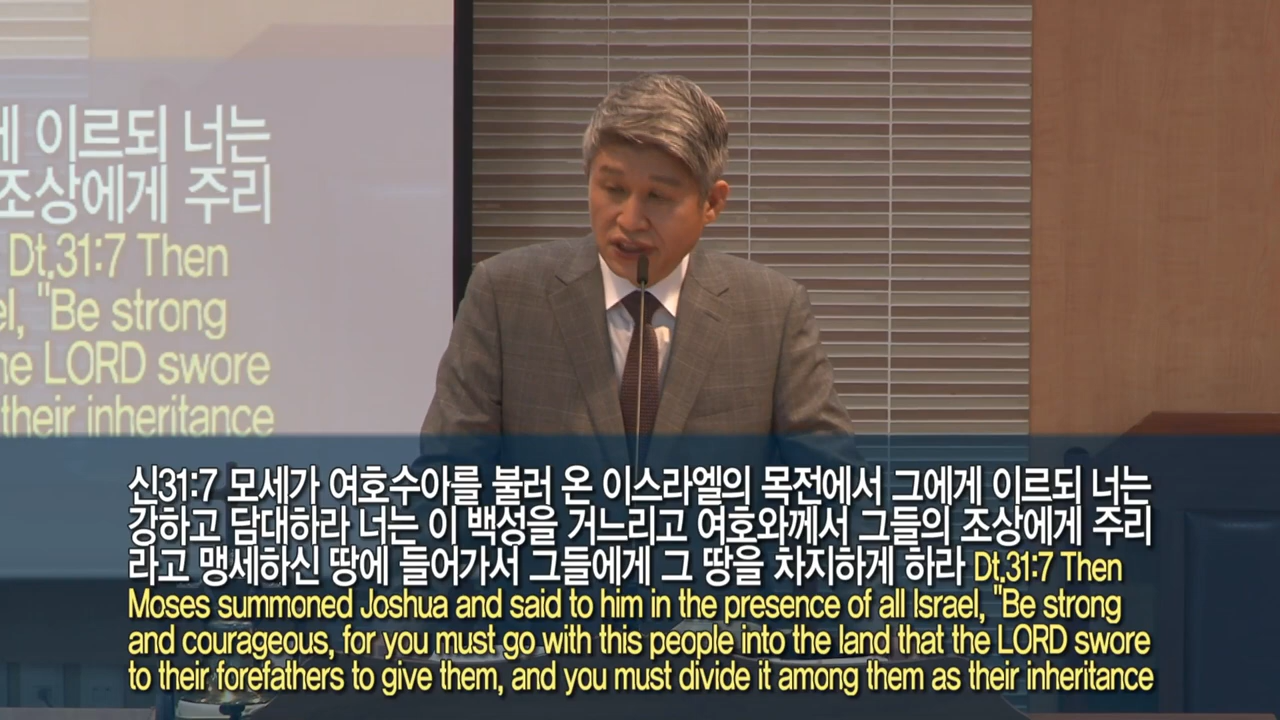 에게 이르되 너는
조상에게 주리
Dt.31:7 Then
el, "Be strong
he LORD swore
their inheritance
신31:7 모세가 여호수아를 불러 온 이스라엘의 목전에서 그에게 이르되 너는
강하고 담대하라 너는 이 백성을 거느리고 여호와께서 그들의 조상에게 주리
라고 맹세하신 땅에 들어가서 그들에게 그 땅을 차지하게 하라 Dt.31:7 Then
Moses summoned Joshua and said to him in the presence of all Israel, "Be strong
and courageous, for you must go with this people into the land that the LORD swore
to their forefathers to give them, and you must divide it among them as their inheritance